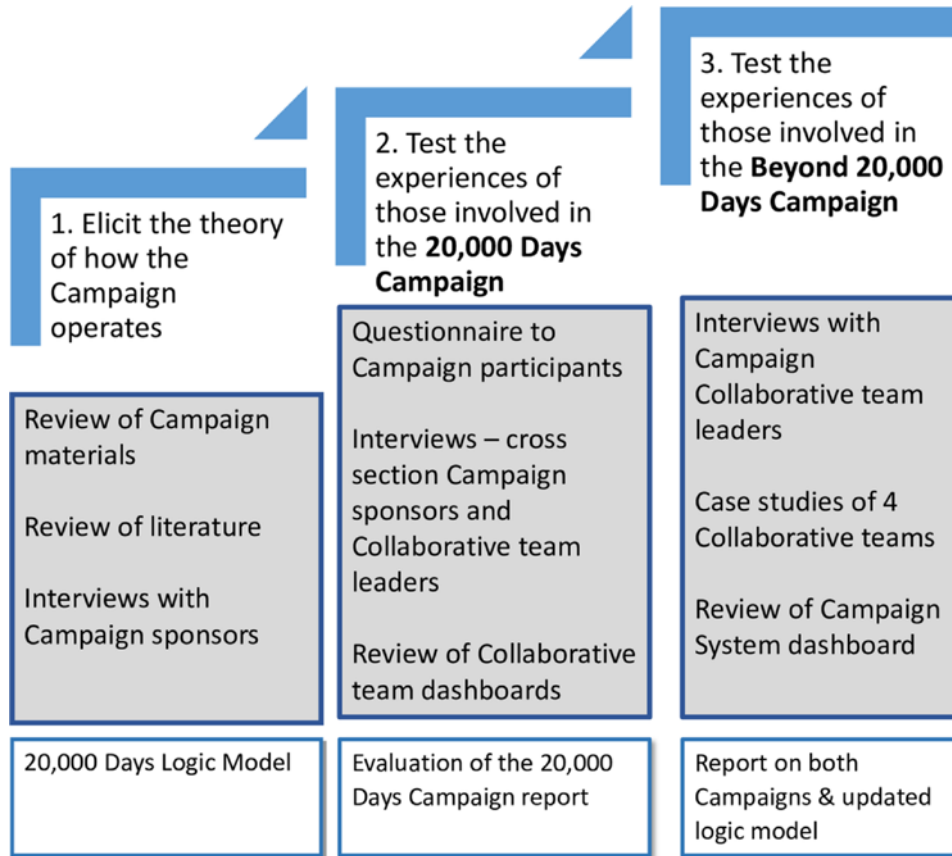 1. Elicit the theory
of how the
Campaign
operates
Review of Campaign
materials
Review of literature
Interviews with
Campaign sponsors
20,000 Days Logic Model
2. Test the
experiences of
those involved in
the 20,000 Days
Campaign
Questionnaire to
Campaign participants
Interviews – cross
section Campaign
sponsors and
Collaborative team
leaders
Review of Collaborative
team dashboards
Evaluation of the 20,000
Days Campaign report
3. Test the
experiences of
those involved in
the Beyond 20,000
Days Campaign
Interviews with
Campaign
Collaborative team
leaders
Case studies of 4
Collaborative teams
Review of Campaign
System dashboard
Report on both
Campaigns & updated
logic model